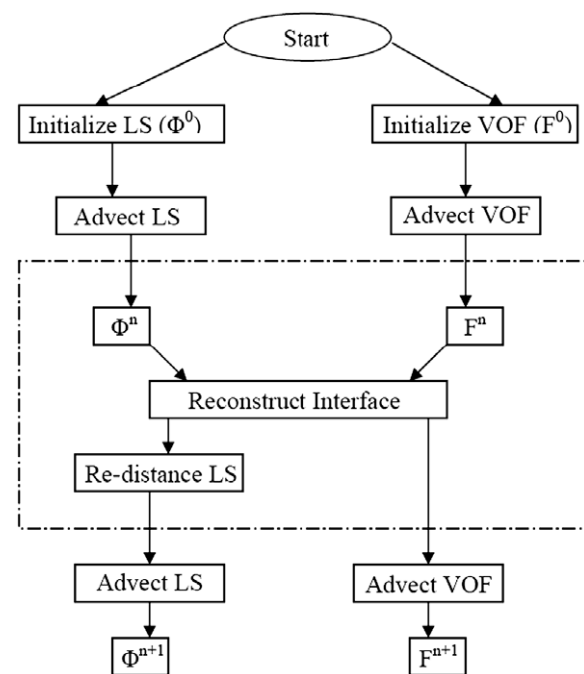 Start
Initialize LS (Φ⁰)
Initialize VOF (F⁰)
Advect LS
Advect VOF
Φⁿ
Fⁿ
Reconstruct Interface
Re-distance LS
Advect LS
Advect VOF
Φⁿ⁺¹
Fⁿ⁺¹